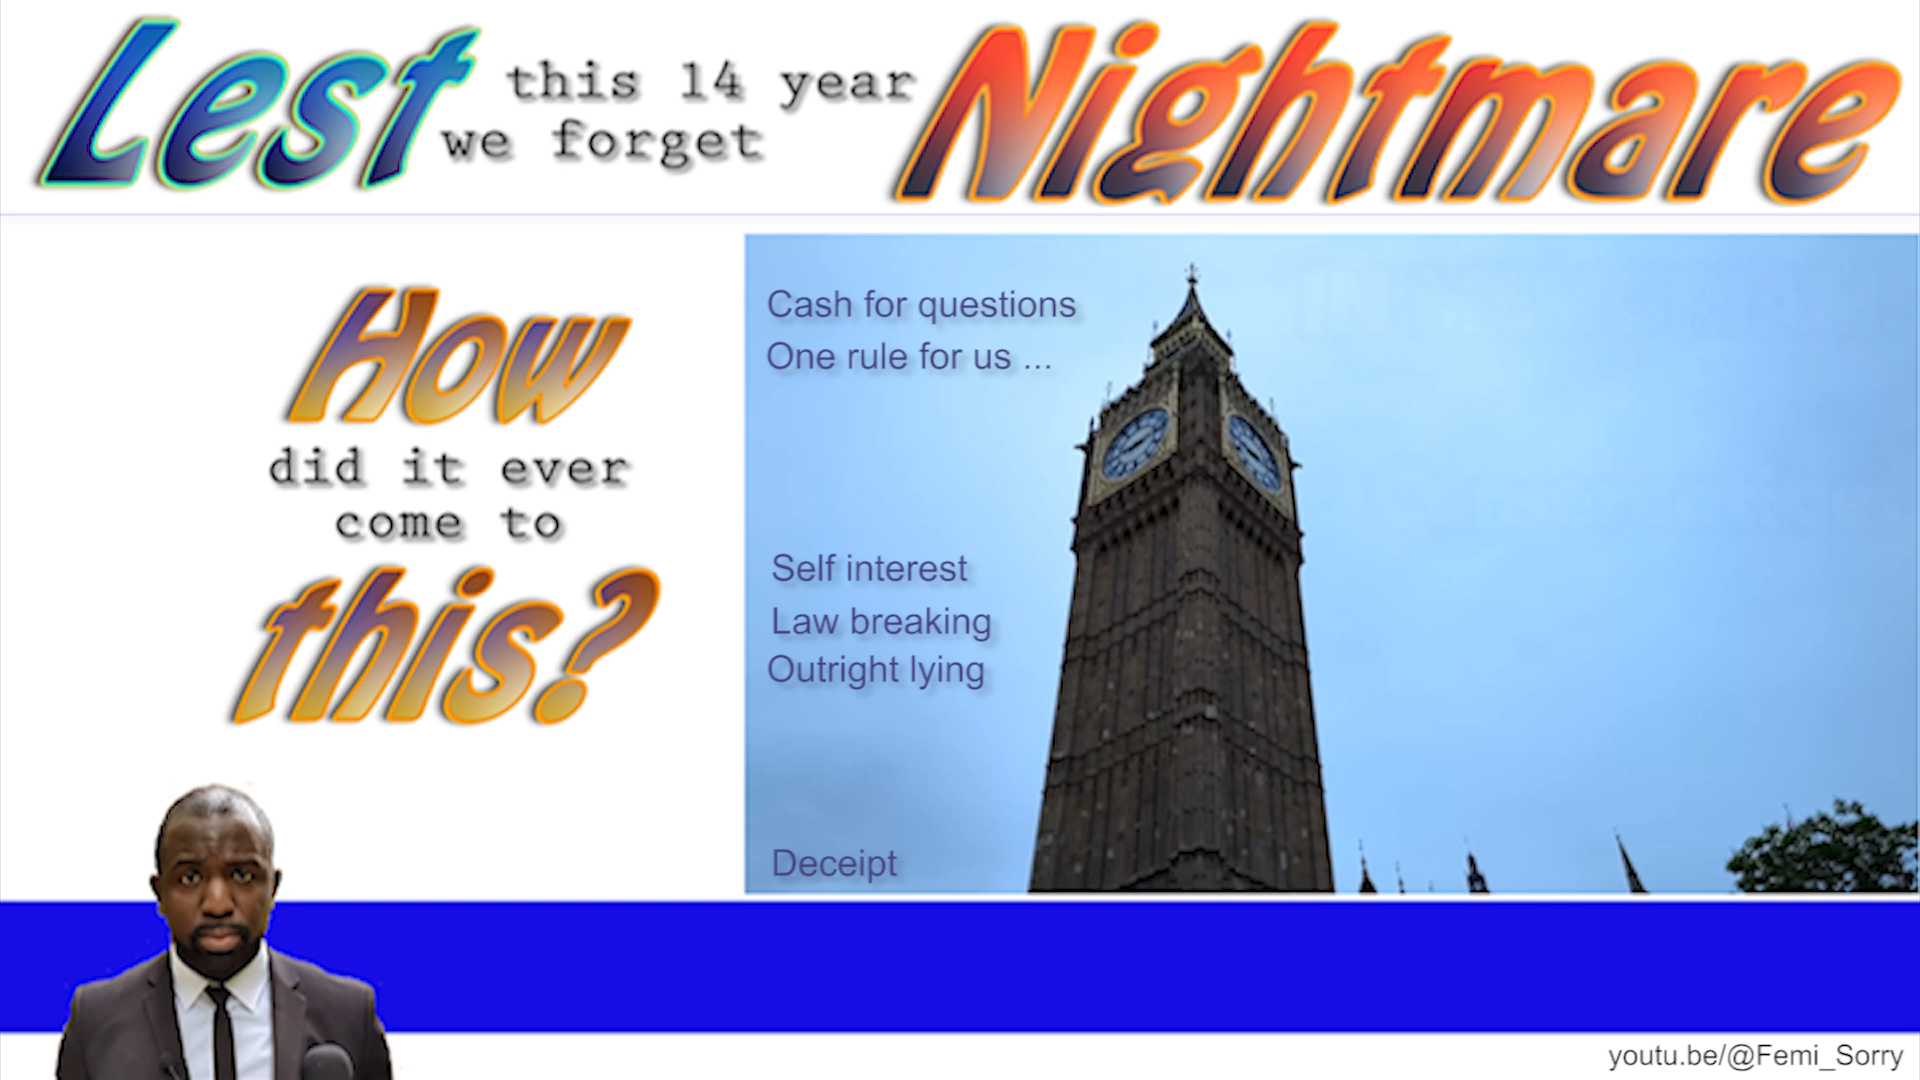 Lest this 14 year Nightmare
we forget
How
did it ever
come to
this?
Cash for questions
One rule for us ...
Self interest
Law breaking
Outright lying
Deceipt
youtu.be/@Femi_Sorry